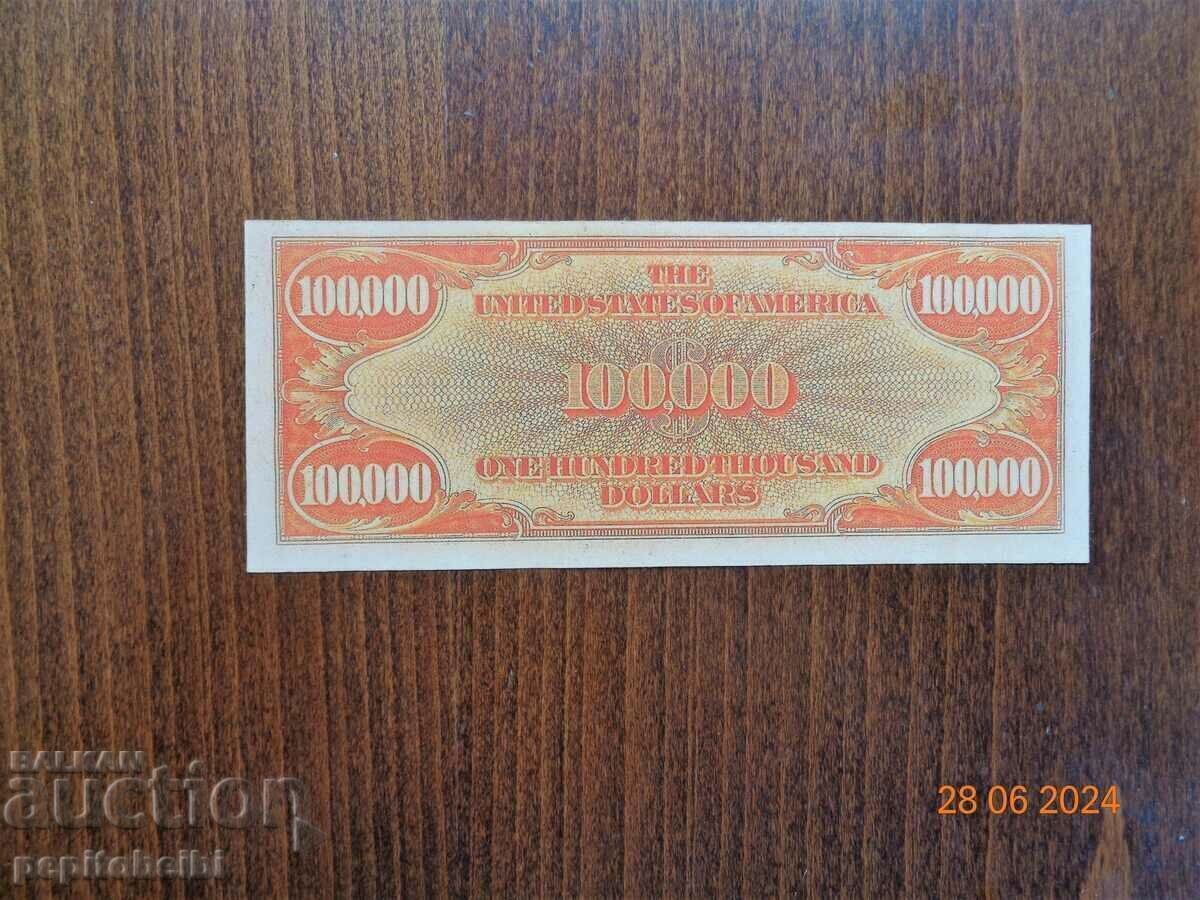 100,000 THE 100,000
UNITED STATES OF AMERICA
$
100,000
ONE HUNDRED THOUSAND
DOLLARS
100,000 100,000
BALKAN
auction
pepitobelbi
28 06 2024